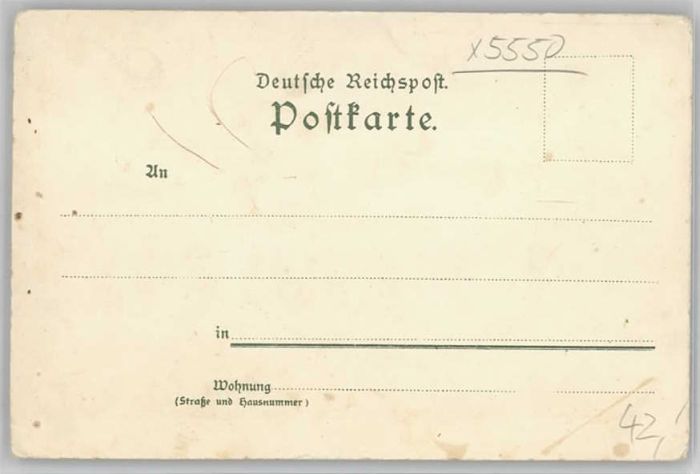 x5550
Deutſche Reichspoſt.
Poſtkarte.
An
in
Wohnung
(Straße und Hausnummer)
42,-